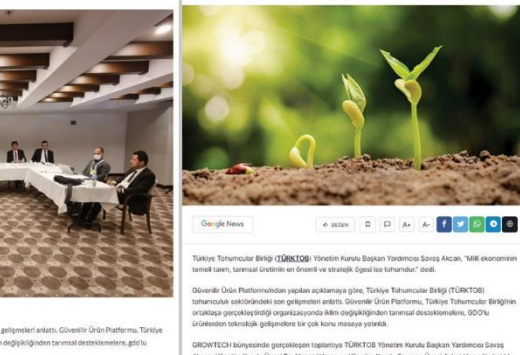 gelişmeleri anlattı. Güvenilir Ürün Platformu, Türkiye
değişikliğinden tarımsal desteklemelere, gdo'lu
Google News
BEĞEN
A+
A-
Türkiye Tohumcular Birliği (TÜRKTOB) Yönetim Kurulu Başkan Yardımcısı Savaş Akcan, "Milli ekonominin
temeli tarım, tarımsal üretimin en önemli ve stratejik ögesi ise tohumdur." dedi.
Güvenilir Ürün Platformu'ndan yapılan açıklamaya göre, Türkiye Tohumcular Birliği (TÜRKTOB)
tohumculuk sektöründeki son gelişmeleri anlattı. Güvenilir Ürün Platformu, Türkiye Tohumcular Birliği'nin
ortaklaşa gerçekleştirdiği organizasyonda iklim değişikliğinden tarımsal desteklemelere, GDO'lu
ürünlerden teknolojik gelişmelere bir çok konu masaya yatırıldı.
GROWTECH bünyesinde gerçekleşen toplantıya TÜRKTOB Yönetim Kurulu Başkan Yardımcısı Savaş